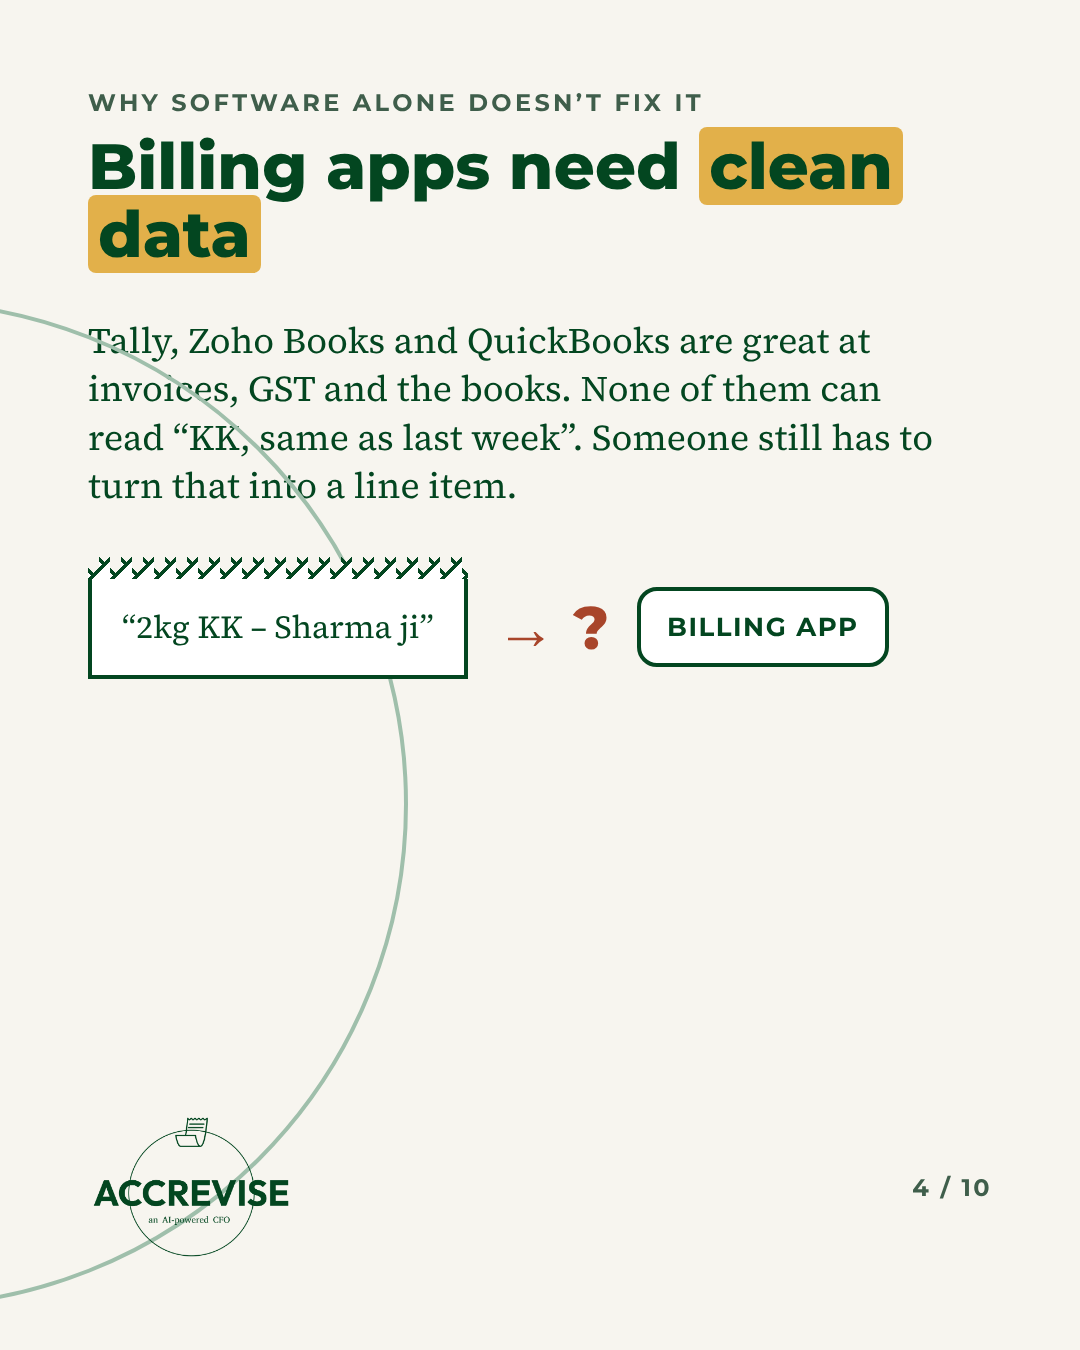 WHY SOFTWARE ALONE DOESN’T FIX IT
Billing apps need clean
data
Tally, Zoho Books and QuickBooks are great at
invoices, GST and the books. None of them can
read “KK, same as last week”. Someone still has to
turn that into a line item.
“2kg KK – Sharma ji” → ? BILLING APP
ACCREVISE
an AI-powered CFO
4 / 10